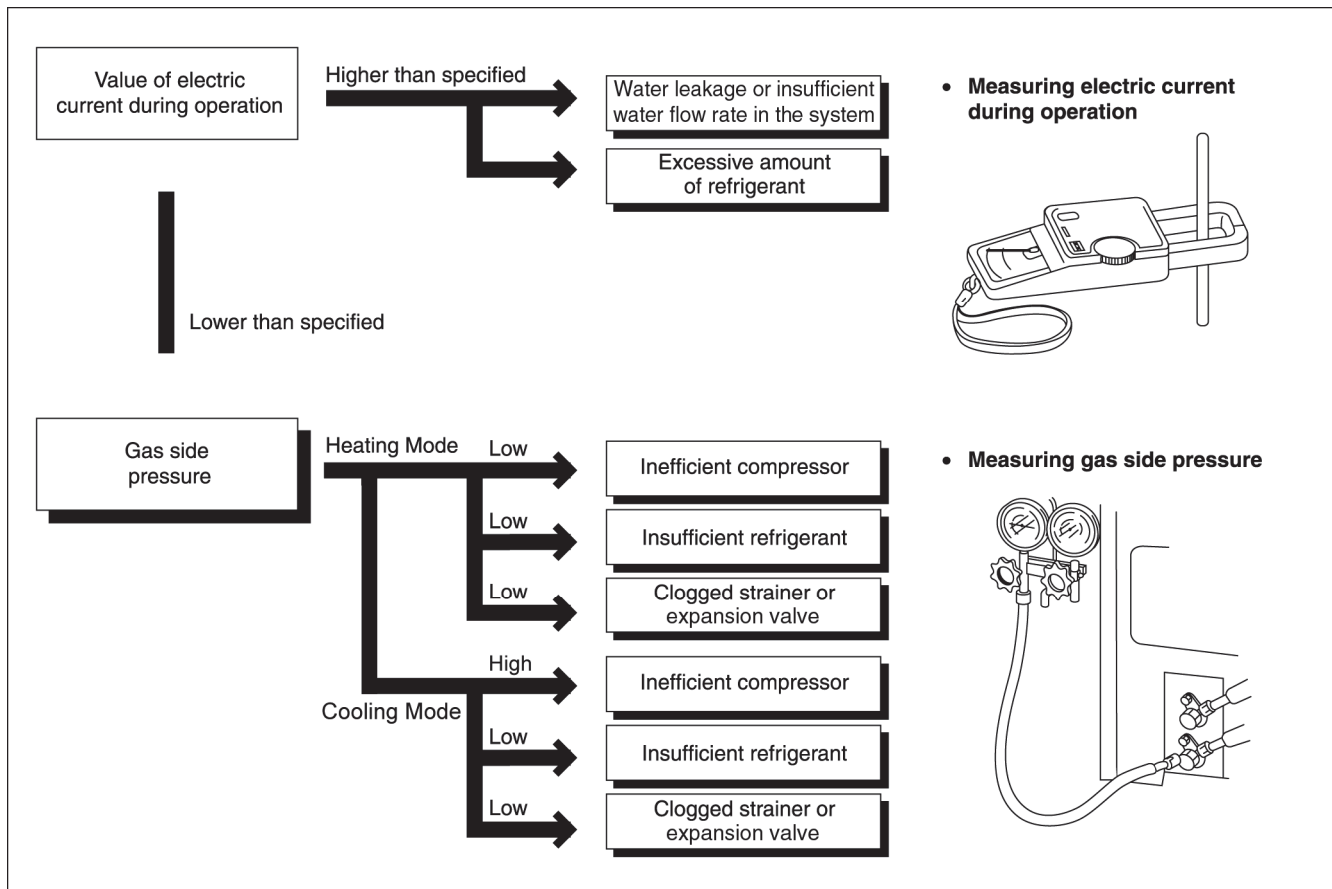 Value of electric
current during operation
Higher than specified
Water leakage or insufficient
water flow rate in the system
Excessive amount
of refrigerant
• Measuring electric current
during operation
Lower than specified
Gas side
pressure
Heating Mode
Low
Inefficient compressor
Low
Insufficient refrigerant
Low
Clogged strainer or
expansion valve
Cooling Mode
High
Inefficient compressor
Low
Insufficient refrigerant
Low
Clogged strainer or
expansion valve
• Measuring gas side pressure